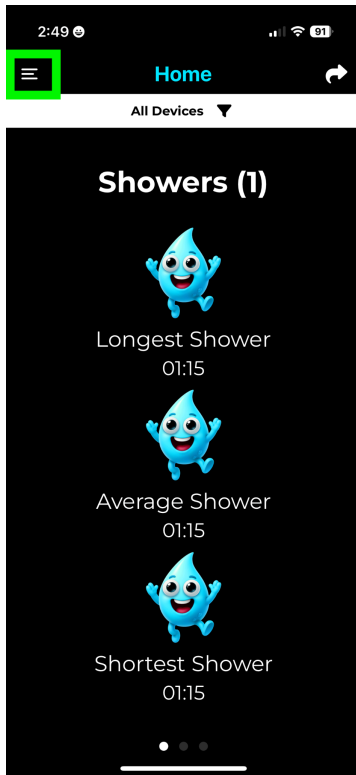 2:49
91
Home
All Devices
Showers (1)
Longest Shower
01:15
Average Shower
01:15
Shortest Shower
01:15